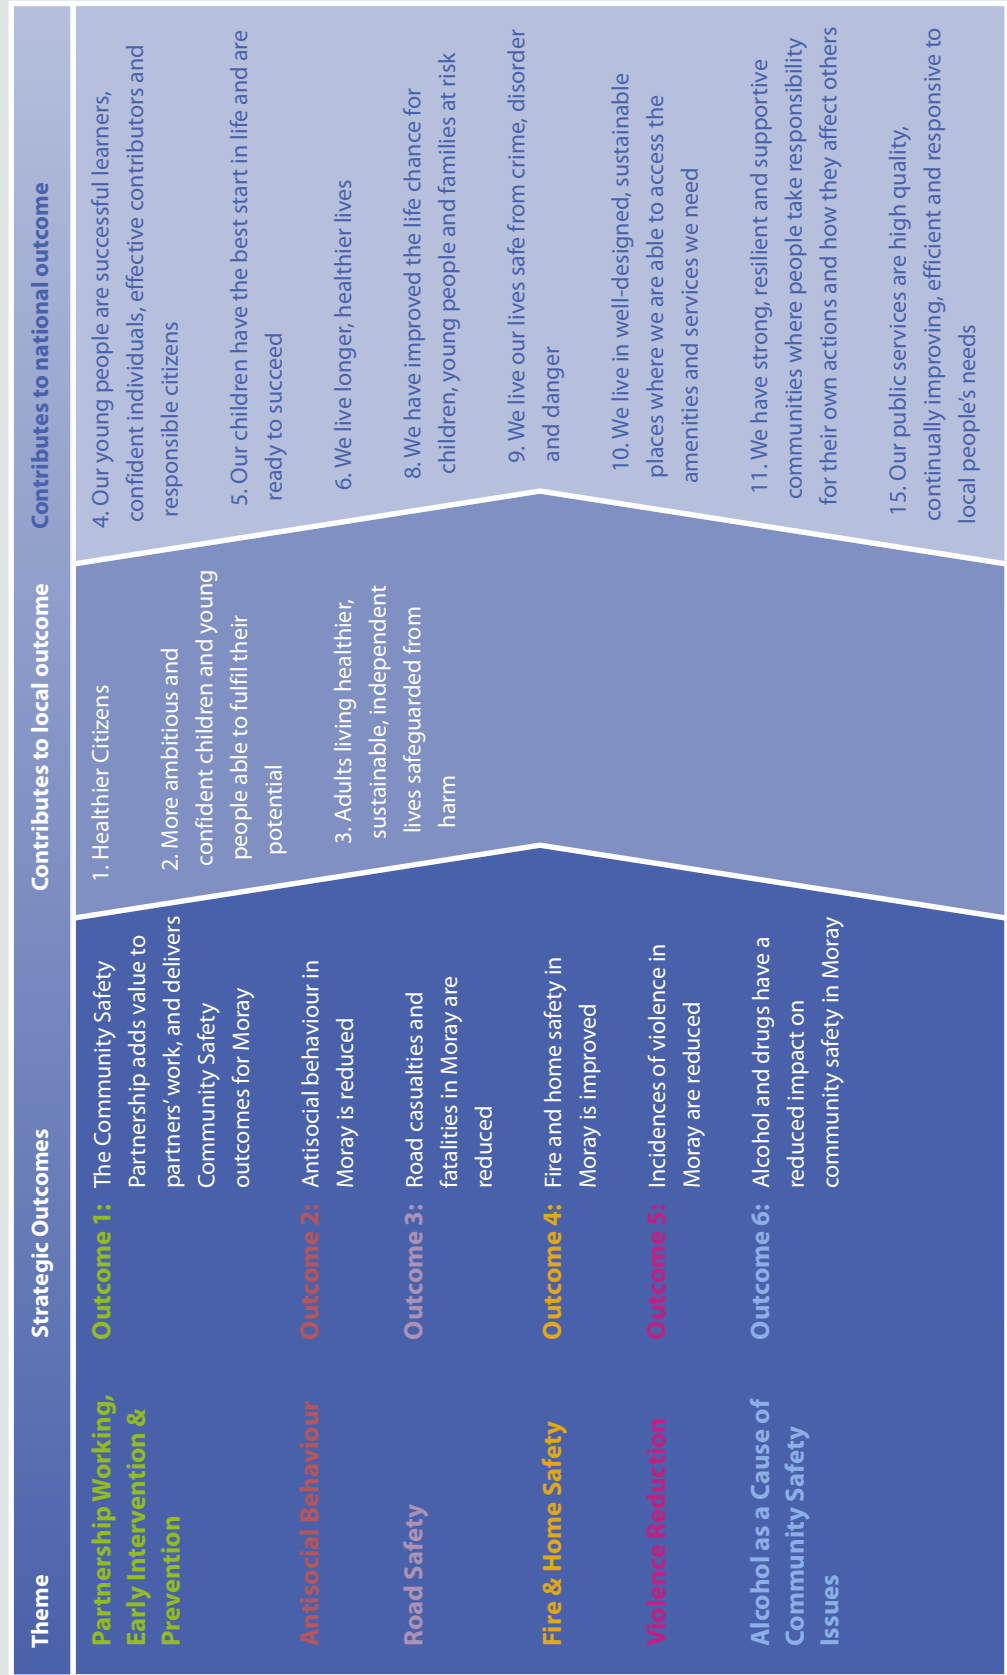 Theme
Strategic Outcomes
Contributes to local outcome
Contributes to national outcome
Partnership Working,
Early Intervention &
Prevention
Outcome 1:
The Community Safety
Partnership adds value to
partners’ work, and delivers
Community Safety
outcomes for Moray
Antisocial Behaviour
Outcome 2:
Antisocial behaviour in
Moray is reduced
Road Safety
Outcome 3:
Road casualties and
fatalities in Moray are
reduced
Fire & Home Safety
Outcome 4:
Fire and home safety in
Moray is improved
Violence Reduction
Outcome 5:
Incidences of violence in
Moray are reduced
Alcohol as a Cause of
Community Safety
Issues
Outcome 6:
Alcohol and drugs have a
reduced impact on
community safety in Moray
1. Healthier Citizens
2. More ambitious and
confident children and young
people able to fulfil their
potential
3. Adults living healthier,
sustainable, independent
lives safeguarded from
harm
4. Our young people are successful learners,
confident individuals, effective contributors and
responsible citizens
5. Our children have the best start in life and are
ready to succeed
6. We live longer, healthier lives
8. We have improved the life chance for
children, young people and families at risk
9. We live our lives safe from crime, disorder
and danger
10. We live in well-designed, sustainable
places where we are able to access the
amenities and services we need
11. We have strong, resilient and supportive
communities where people take responsibility
for their own actions and how they affect others
15. Our public services are high quality,
continually improving, efficient and responsive to
local people’s needs